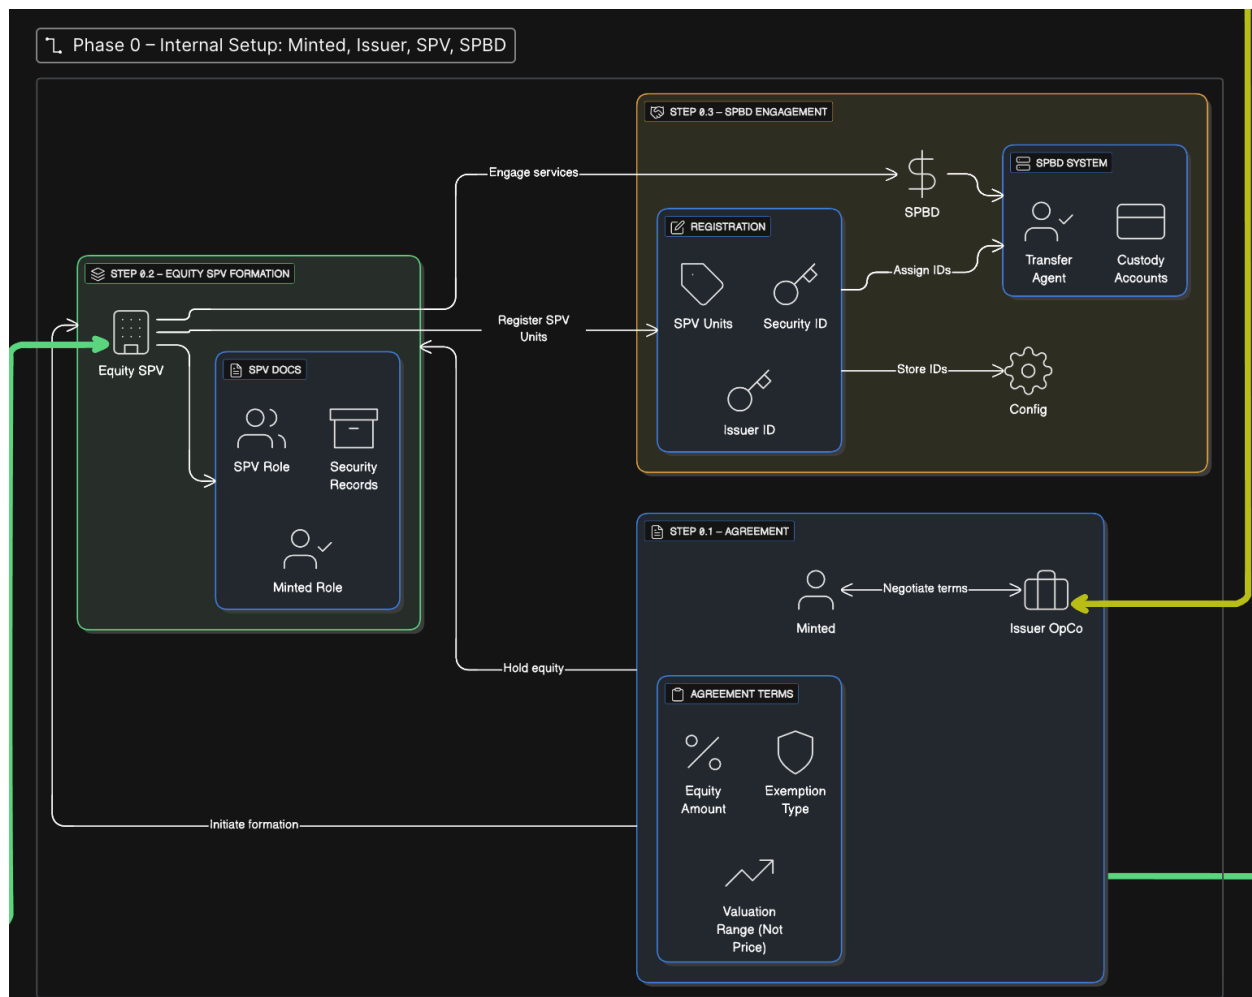 Phase 0 – Internal Setup: Minted, Issuer, SPV, SPBD
STEP 0.3 – SPBD ENGAGEMENT
Engage services
SPBD
SPBD SYSTEM
Transfer
Agent
Custody
Accounts
REGISTRATION
SPV Units
Security ID
Issuer ID
Assign IDs
Store IDs
Config
STEP 0.2 – EQUITY SPV FORMATION
Equity SPV
Register SPV
Units
SPV DOCS
SPV Role
Security
Records
Minted Role
STEP 0.1 – AGREEMENT
Minted
Negotiate terms
Issuer OpCo
Hold equity
AGREEMENT TERMS
Equity
Amount
Exemption
Type
Valuation
Range (Not
Price)
Initiate formation